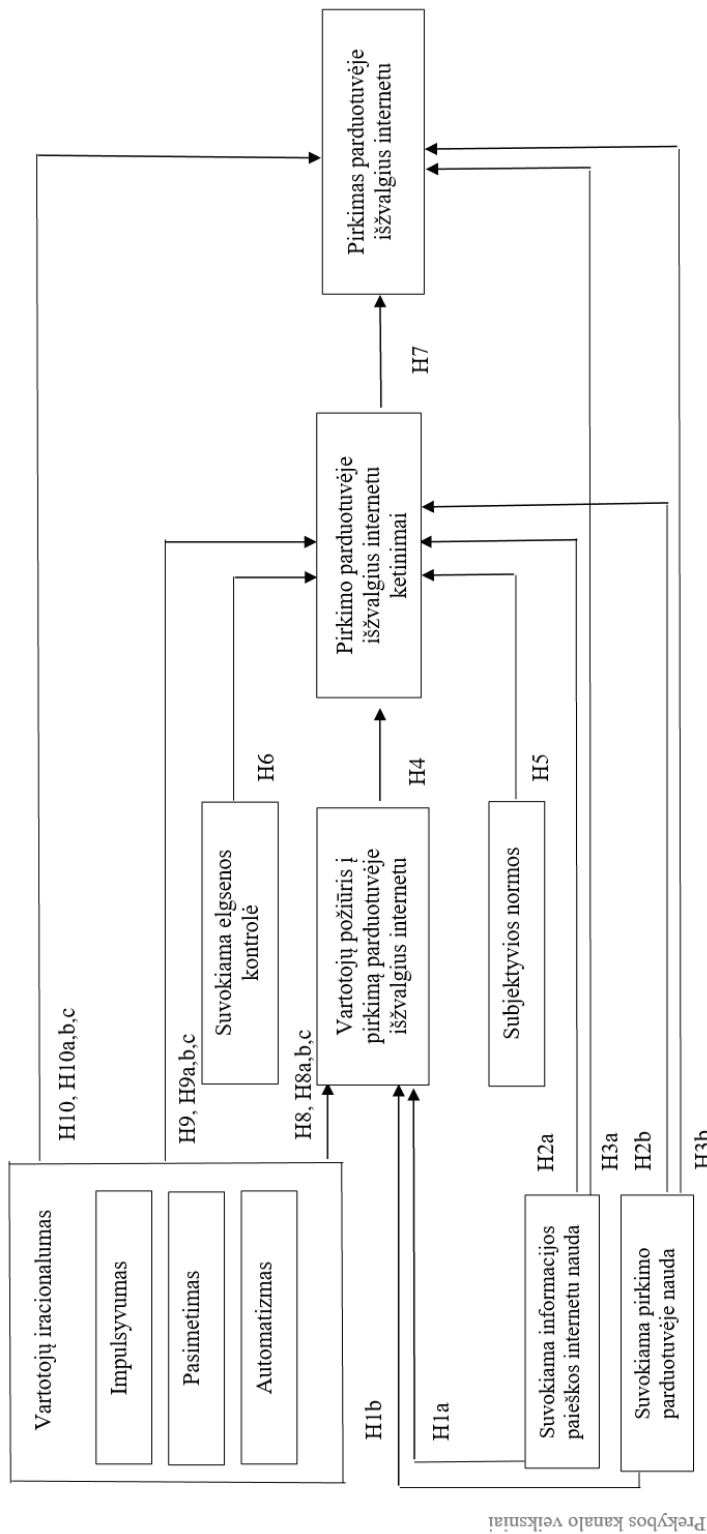 Vartotojų iracionalumas
Impulsyvumas
Pasimetimas
Automatizmas
H10, H10a,b,c
H9, H9a,b,c
H8, H8a,b,c
Suvokiama elgsenos
kontrolė
H6
Vartotojų požiūris į
pirkimą parduotuvėje
išžvalgius internetu
H4
Subjektyvios normos
H5
Pirkimo parduotuvėje
išžvalgius internetu
ketinimai
H7
Pirkimas parduotuvėje
išžvalgius internetu
H1b
H1a
Suvokiama informacijos
paieškos internetu nauda
Suvokiama pirkimo
parduotuvėje nauda
H2a
H3a
H2b
H3b
Prekybos kanalo veiksniai